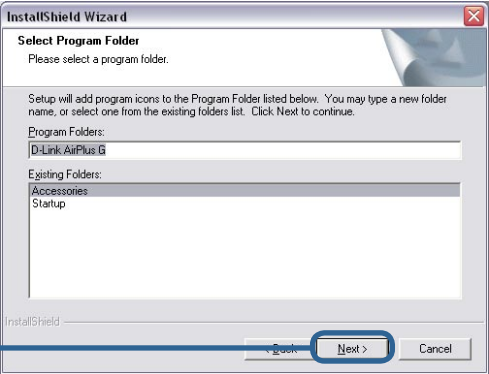 InstallShield Wizard
Select Program Folder
Please select a program folder.
Setup will add program icons to the Program Folder listed below. You may type a new folder
name, or select one from the existing folders list. Click Next to continue.
Program Folders:
D-Link AirPlus G
Existing Folders:
Accessories
Startup
InstallShield
< Back Next > Cancel